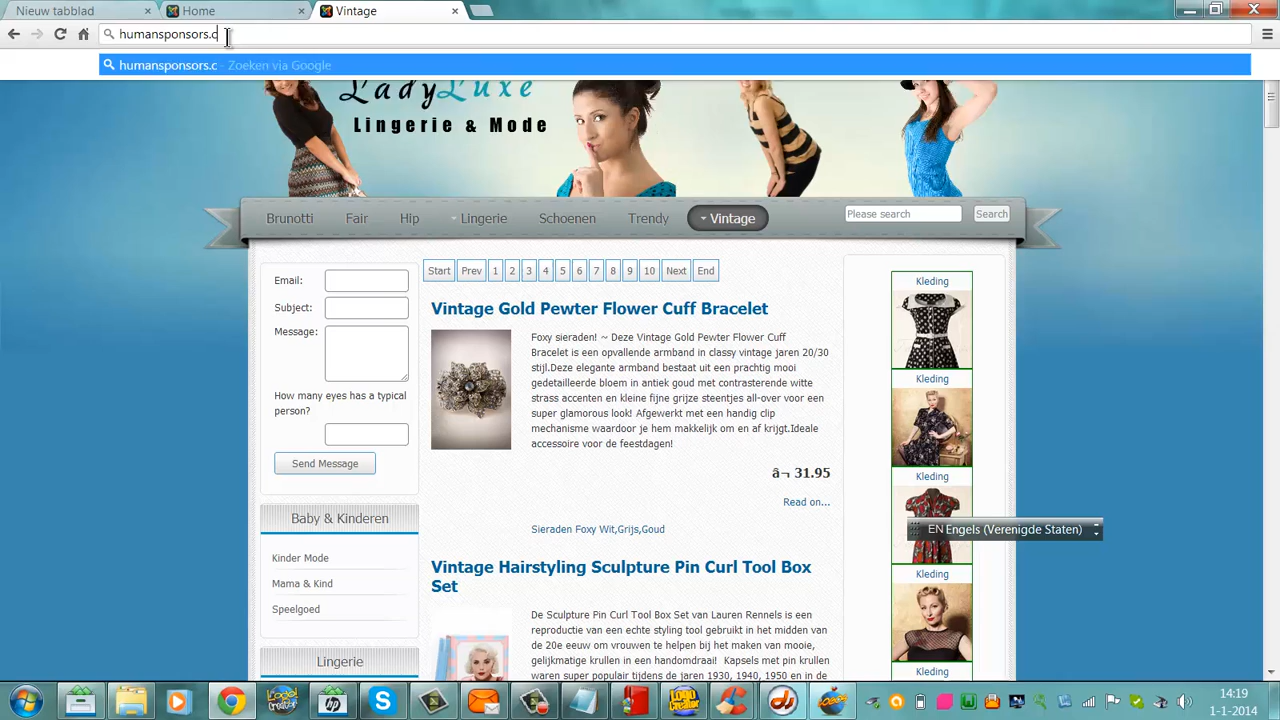 Nieuw tabblad
Home
Vintage
humansponsors.c
humansponsors.c - Zoeken via Google
LadyLuxe
Lingerie & Mode
Brunotti
Fair
Hip
Lingerie
Schoenen
Trendy
Vintage
Please search
Search
Email:
Subject:
Message:
How many eyes has a typical
person?
Send Message
Baby & Kinderen
Kinder Mode
Mama & Kind
Speelgoed
Lingerie
Start Prev 1 2 3 4 5 6 7 8 9 10 Next End
Vintage Gold Pewter Flower Cuff Bracelet
Foxy sieraden! ~ Deze Vintage Gold Pewter Flower Cuff
Bracelet is een opvallende armband in classy vintage jaren 20/30
stijl.Deze elegante armband bestaat uit een prachtig mooi
gedetailleerde bloem in antiek goud met contrasterende witte
strass accenten en kleine fijne grijze steentjes all-over voor een
super glamorous look! Afgewerkt met een handig clip
mechanisme waardoor je hem makkelijk om en af krijgt.Ideale
accessoire voor de feestdagen!
â¬ 31.95
Read on...
Sieraden Foxy Wit,Grijs,Goud
Vintage Hairstyling Sculpture Pin Curl Tool Box
Set
De Sculpture Pin Curl Tool Box Set van Lauren Rennels is een
reproductie van een echte styling tool gebruikt in het midden van
de 20e eeuw om vrouwen te helpen bij het maken van mooie,
gelijkmatige krullen in een handomdraai! Kapsels met pin krullen
waren super populair tijdens de jaren 1930, 1940, 1950 en in de
Kleding
Kleding
Kleding
Kleding
Kleding
EN Engels (Verenigde Staten)
14:19
1-1-2014